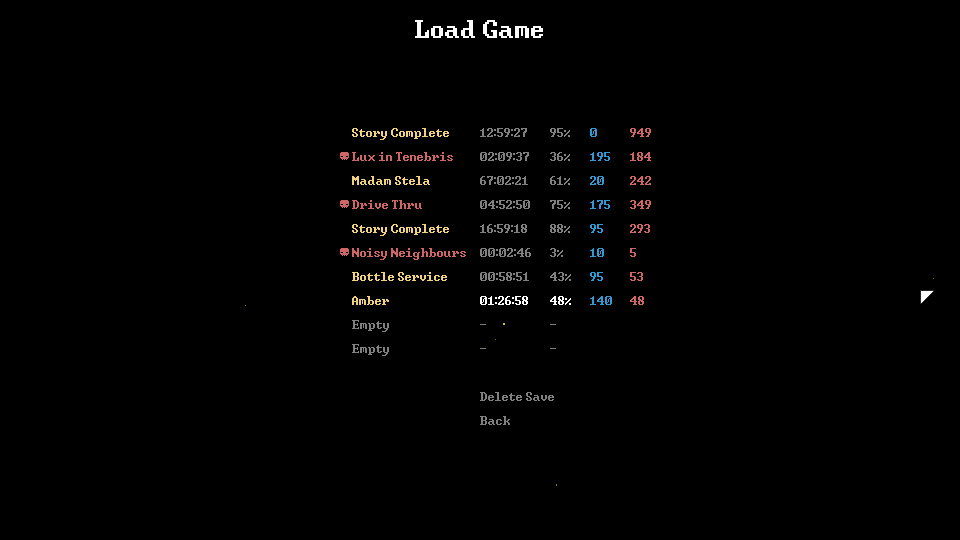 Load Game
Story Complete 12:59:27 95% 0 949
Lux in Tenebris 02:09:37 36% 195 184
Madam Stela 67:02:21 61% 20 242
Drive Thru 04:52:50 75% 175 349
Story Complete 16:59:18 88% 95 293
Noisy Neighbours 00:02:46 3% 10 5
Bottle Service 00:58:51 43% 95 53
Amber 01:26:58 48% 140 48
Empty - -
Empty - -
Delete Save
Back